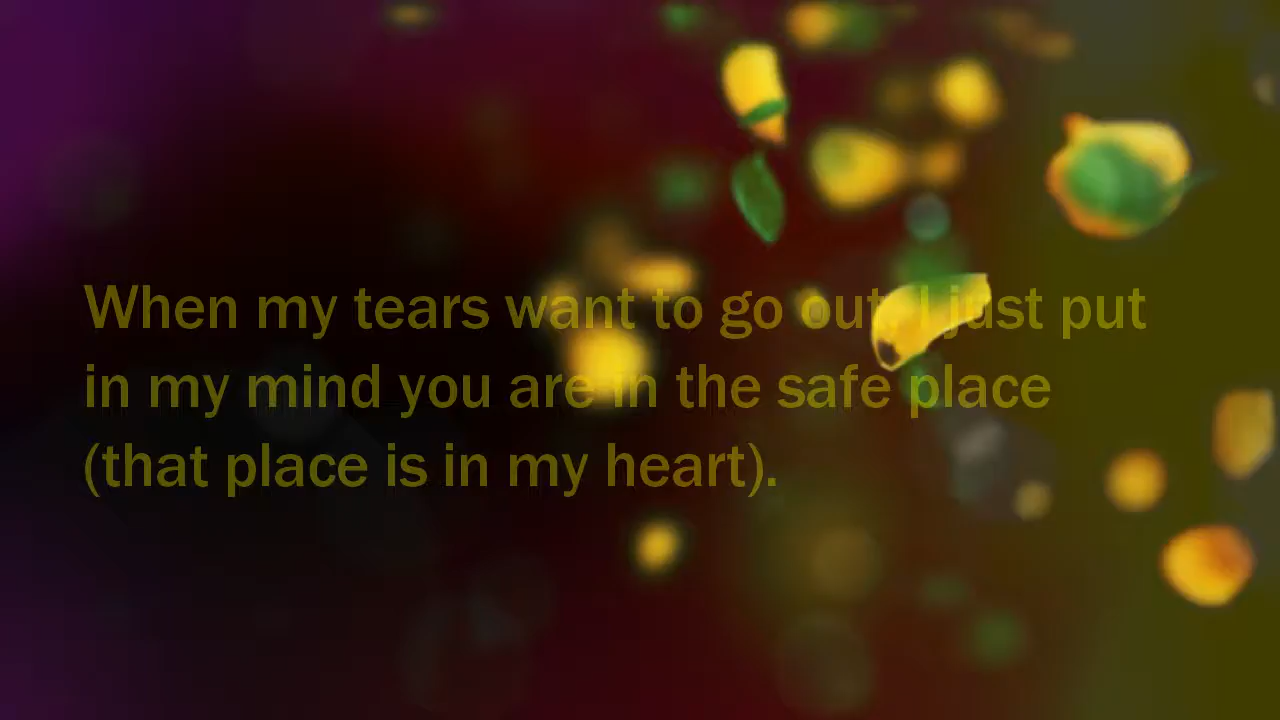 When my tears want to go out, I just put
in my mind you are in the safe place
(that place is in my heart).